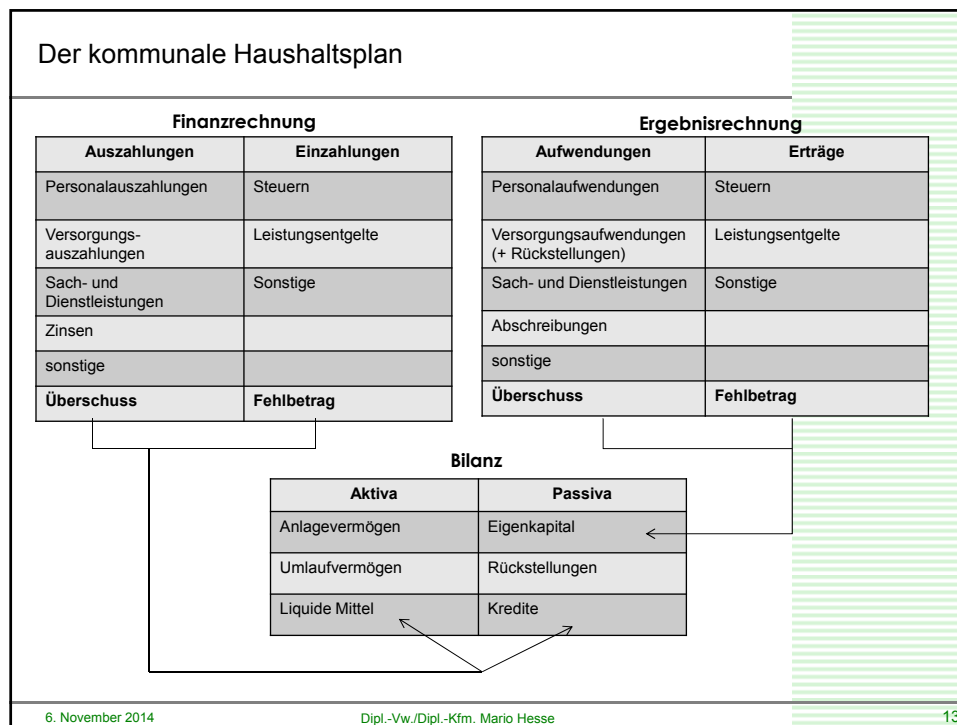 Der kommunale Haushaltsplan
Finanzrechnung
Auszahlungen Einzahlungen
Personalauszahlungen Steuern
Versorgungs- Leistungsentgelte
auszahlungen
Sach- und Sonstige
Dienstleistungen
Zinsen
sonstige
Überschuss Fehlbetrag
Ergebnisrechnung
Aufwendungen Erträge
Personalaufwendungen Steuern
Versorgungsaufwendungen Leistungsentgelte
(+ Rückstellungen)
Sach- und Dienstleistungen Sonstige
Abschreibungen
sonstige
Überschuss Fehlbetrag
Bilanz
Aktiva Passiva
Anlagevermögen Eigenkapital
Umlaufvermögen Rückstellungen
Liquide Mittel Kredite
6. November 2014 Dipl.-Vw./Dipl.-Kfm. Mario Hesse 13